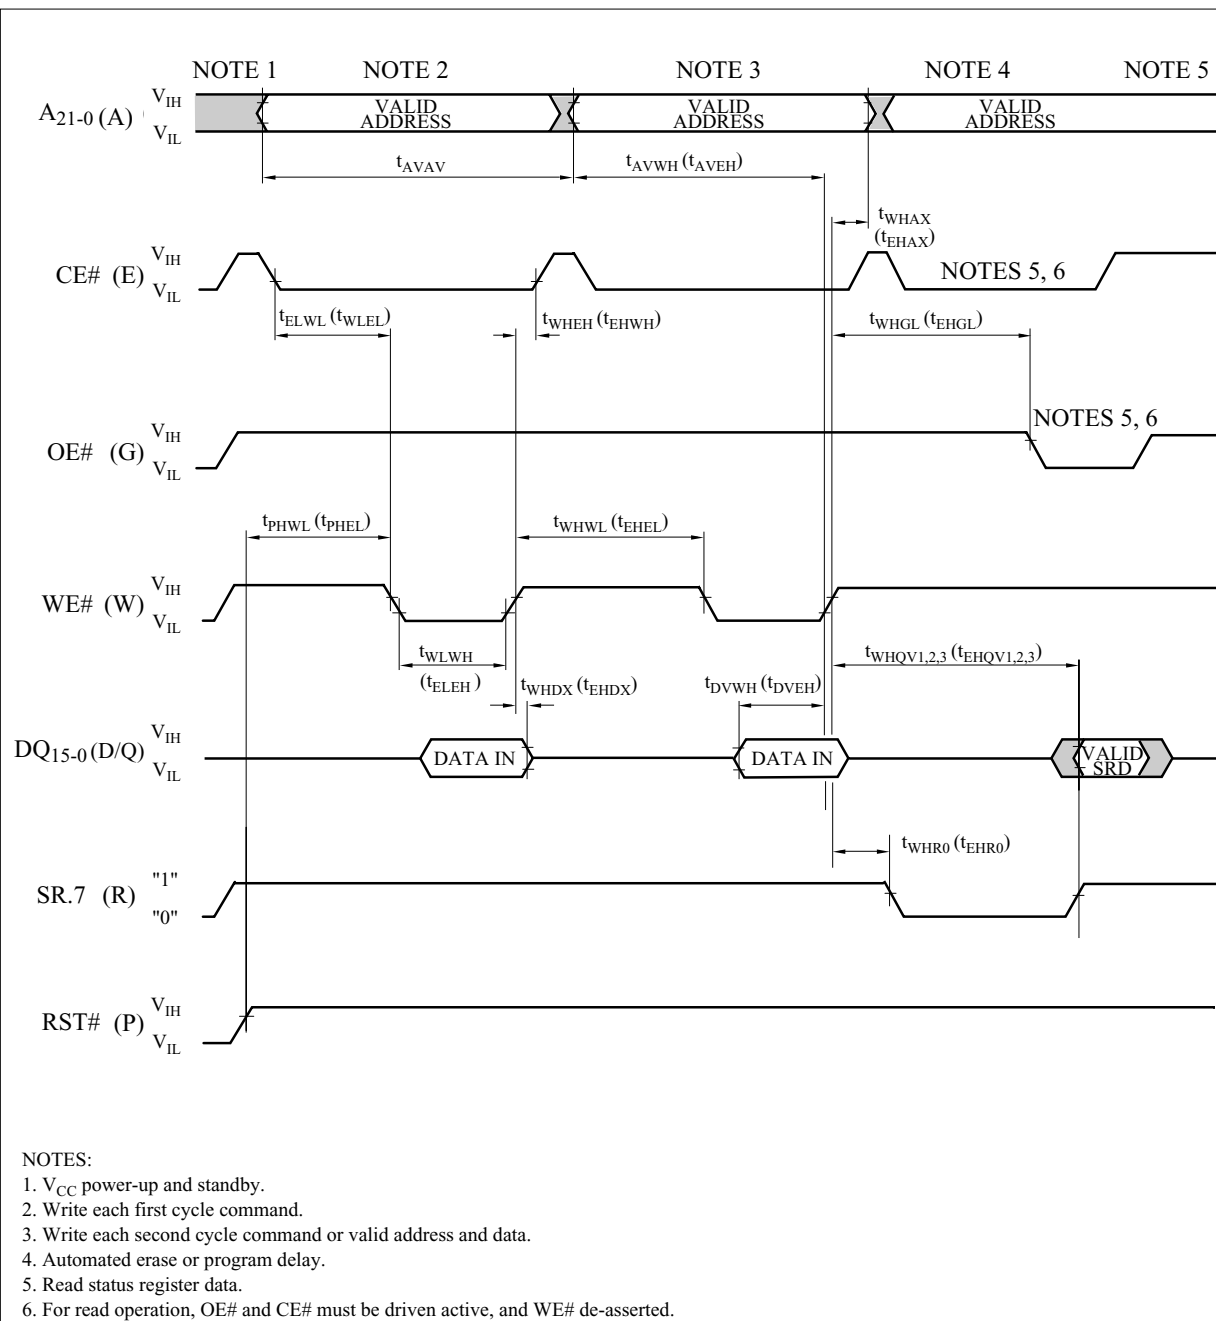 NOTE 1 NOTE 2 NOTE 3 NOTE 4 NOTE 5
A21-0 (A) VIH VALID ADDRESS VALID ADDRESS VALID ADDRESS
VIL
tAVAV tAVWH (tAVEH)
tWHAX
(tEHAX)
CE# (E) VIH
VIL NOTES 5, 6
tELWL (tWLEL) tWHEH (tEHWH) tWHGL (tEHGL)
OE# (G) VIH NOTES 5, 6
VIL
tPHWL (tPHEL) tWHWL (tEHEL)
WE# (W) VIH
VIL
tWLWH
(tELEH ) tWHDX (tEHDX) tDVWH (tDVEH) tWHQV1,2,3 (tEHQV1,2,3)
DQ15-0 (D/Q) VIH
VIL DATA IN DATA IN VALID SRD
tWHR0 (tEHR0)
SR.7 (R) "1"
"0"
RST# (P) VIH
VIL
NOTES:
1. VCC power-up and standby.
2. Write each first cycle command.
3. Write each second cycle command or valid address and data.
4. Automated erase or program delay.
5. Read status register data.
6. For read operation, OE# and CE# must be driven active, and WE# de-asserted.